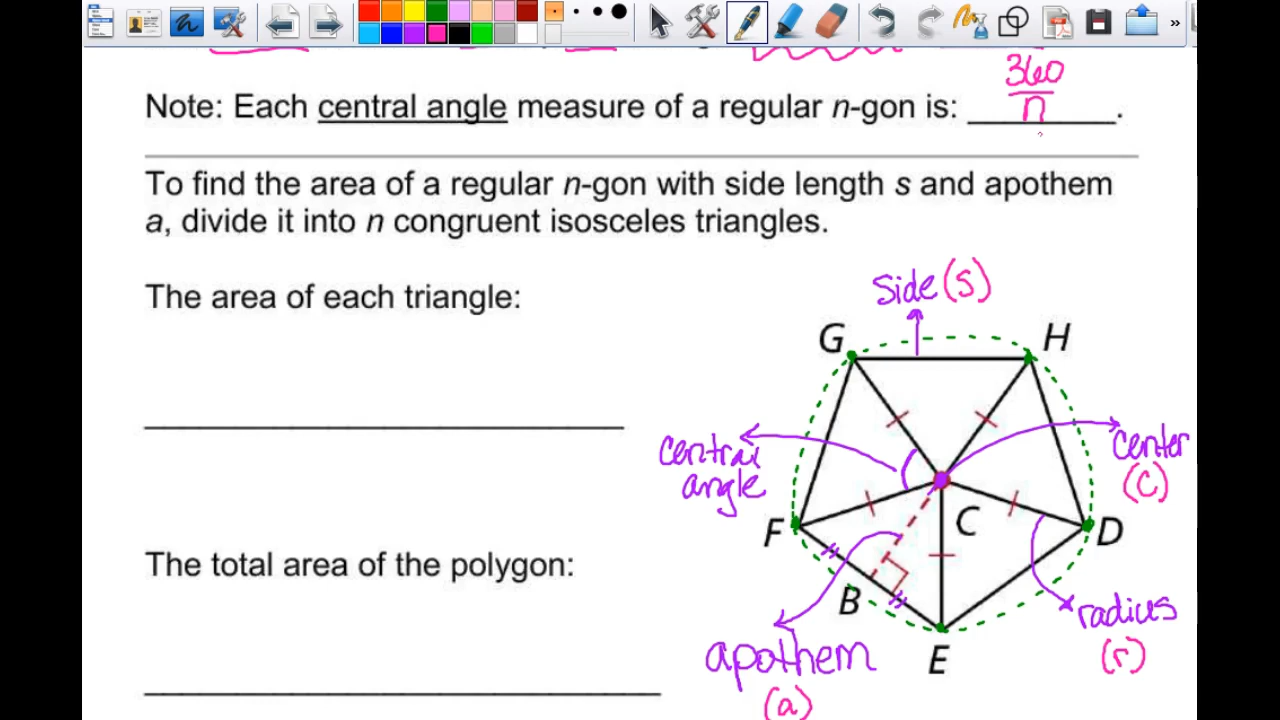 360
n
Note: Each central angle measure of a regular n-gon is: __________.
To find the area of a regular n-gon with side length s and apothem
a, divide it into n congruent isosceles triangles.
The area of each triangle:
side (s)
G
H
central
angle
center
(c)
F
C
D
B
radius
(r)
The total area of the polygon:
apothem
(a)
E